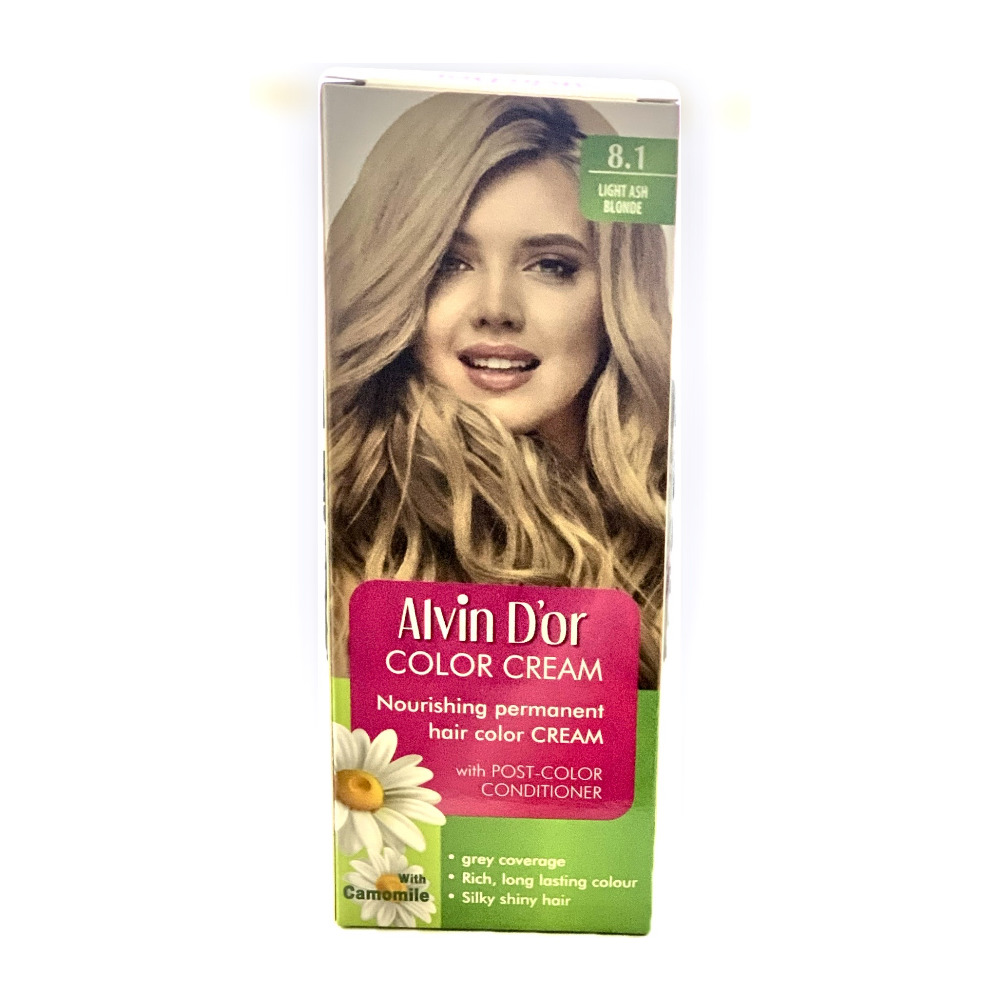 8.1
LIGHT ASH
BLONDE
Alvin D'or
COLOR CREAM
Nourishing permanent
hair color CREAM
with POST-COLOR
CONDITIONER
• grey coverage
• Rich, long lasting colour
• Silky shiny hair
With
Camomile